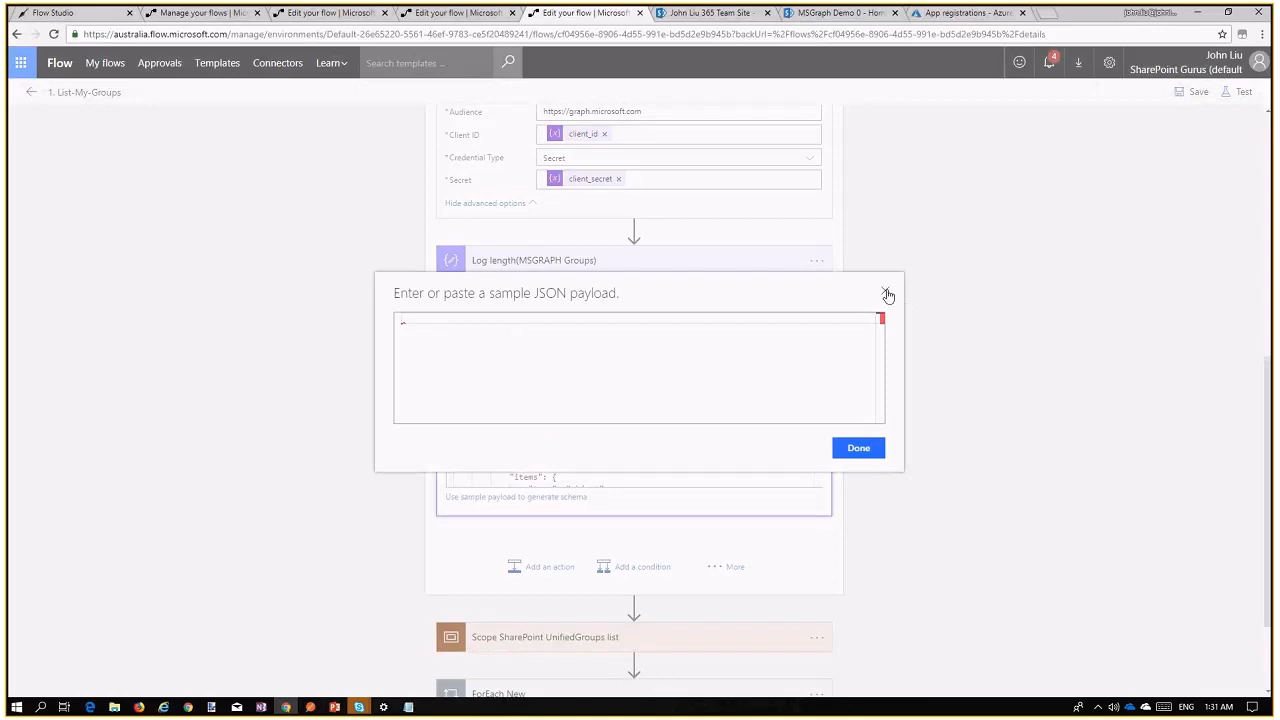 Flow Studio
Manage your flows | Mic
Edit your flow | Microsof
Edit your flow | Microsof
Edit your flow | Microsof
John Liu 365 Team Site -
MSGraph Demo 0 - Hom
App registrations - Azure
https://australia.flow.microsoft.com/manage/environments/Default-26e65220-5561-46ef-9783-ce5f20489241/flows/cf04956e-8906-4d55-991e-bd5d2e9b945b?backUrl=%2Fflows%2Fcf04956e-8906-4d55-991e-bd5d2e9b945b%2Fdetails
Flow
My flows
Approvals
Templates
Connectors
Learn
Search templates ...
4
John Liu
SharePoint Gurus (default
1. List-My-Groups
Save
Test
* Audience
https://graph.microsoft.com
* Client ID
client_id
* Credential Type
Secret
* Secret
client_secret
Hide advanced options
Log length(MSGRAPH Groups)
Enter or paste a sample JSON payload.
Done
"items": {
Use sample payload to generate schema
Add an action
Add a condition
More
Scope SharePoint UnifiedGroups list
ForEach New
ENG
1:31 AM